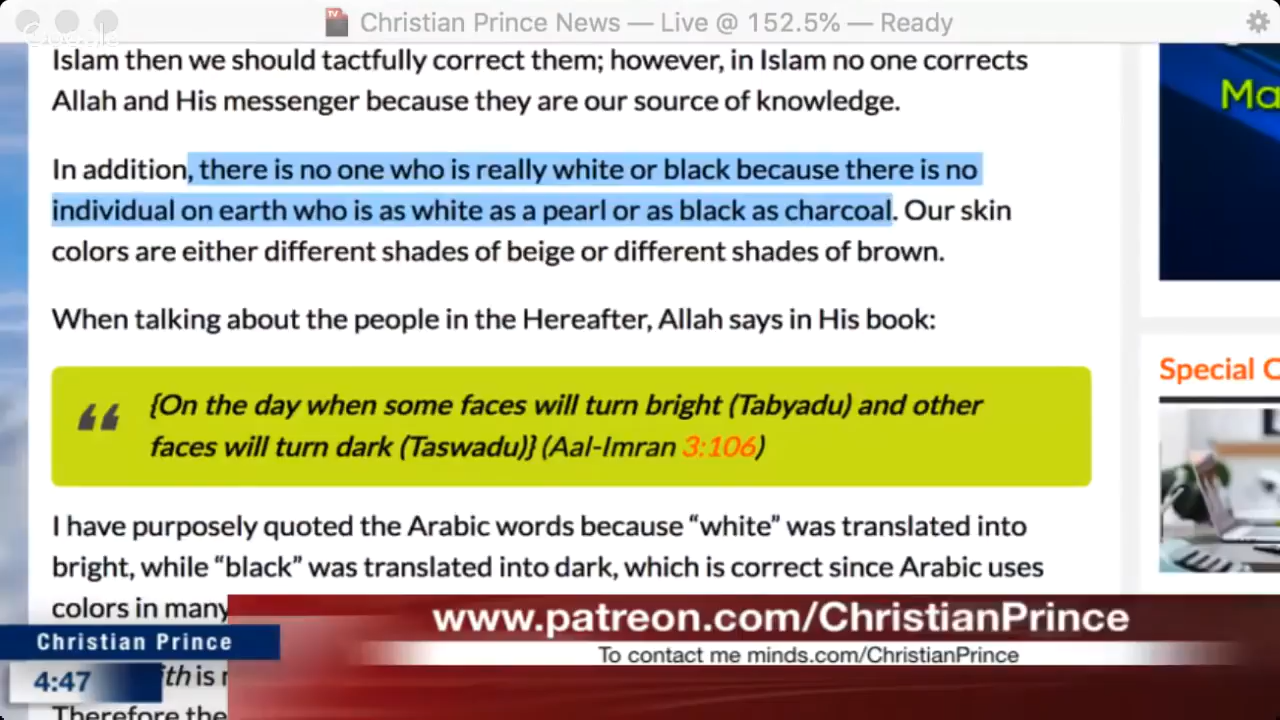 Christian Prince News — Live @ 152.5% — Ready
Google
Islam then we should tactfully correct them; however, in Islam no one corrects
Allah and His messenger because they are our source of knowledge.
Ma
In addition, there is no one who is really white or black because there is no
individual on earth who is as white as a pearl or as black as charcoal. Our skin
colors are either different shades of beige or different shades of brown.
When talking about the people in the Hereafter, Allah says in His book:
Special C
“ {On the day when some faces will turn bright (Tabyadu) and other
faces will turn dark (Taswadu)} (Aal-Imran 3:106)
I have purposely quoted the Arabic words because “white” was translated into
bright, while “black” was translated into dark, which is correct since Arabic uses
colors in many
www.patreon.com/ChristianPrince
Christian Prince
To contact me minds.com/ChristianPrince
4:47
is
Therefore the